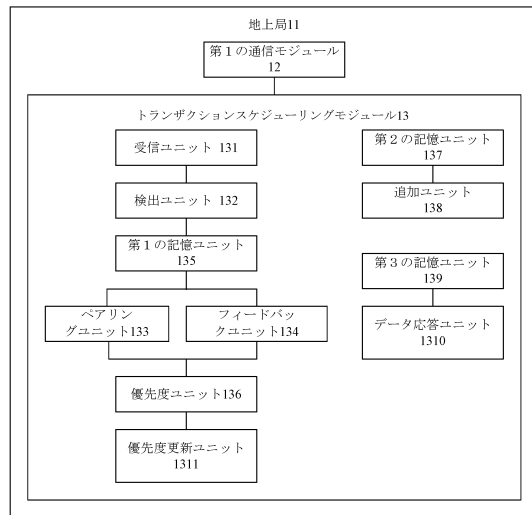 地上局11
第1の通信モジュール
12
トランザクションスケジューリングモジュール13
受信ユニット 131
検出ユニット 132
第1の記憶ユニット
135
ペアリン
グユニット133
フィードバッ
クユニット134
優先度ユニット136
優先度更新ユニット
1311
第2の記憶ユニット
137
追加ユニット
138
第3の記憶ユニット
139
データ応答ユニット
1310